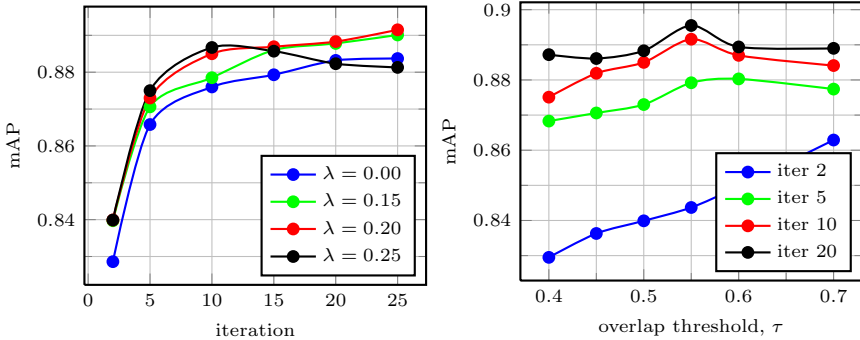 0.88
0.86
0.84
mAP
0
5
10
15
20
25
iteration
λ = 0.00
λ = 0.15
λ = 0.20
λ = 0.25
0.9
0.88
0.86
0.84
mAP
0.4
0.5
0.6
0.7
overlap threshold, τ
iter 2
iter 5
iter 10
iter 20